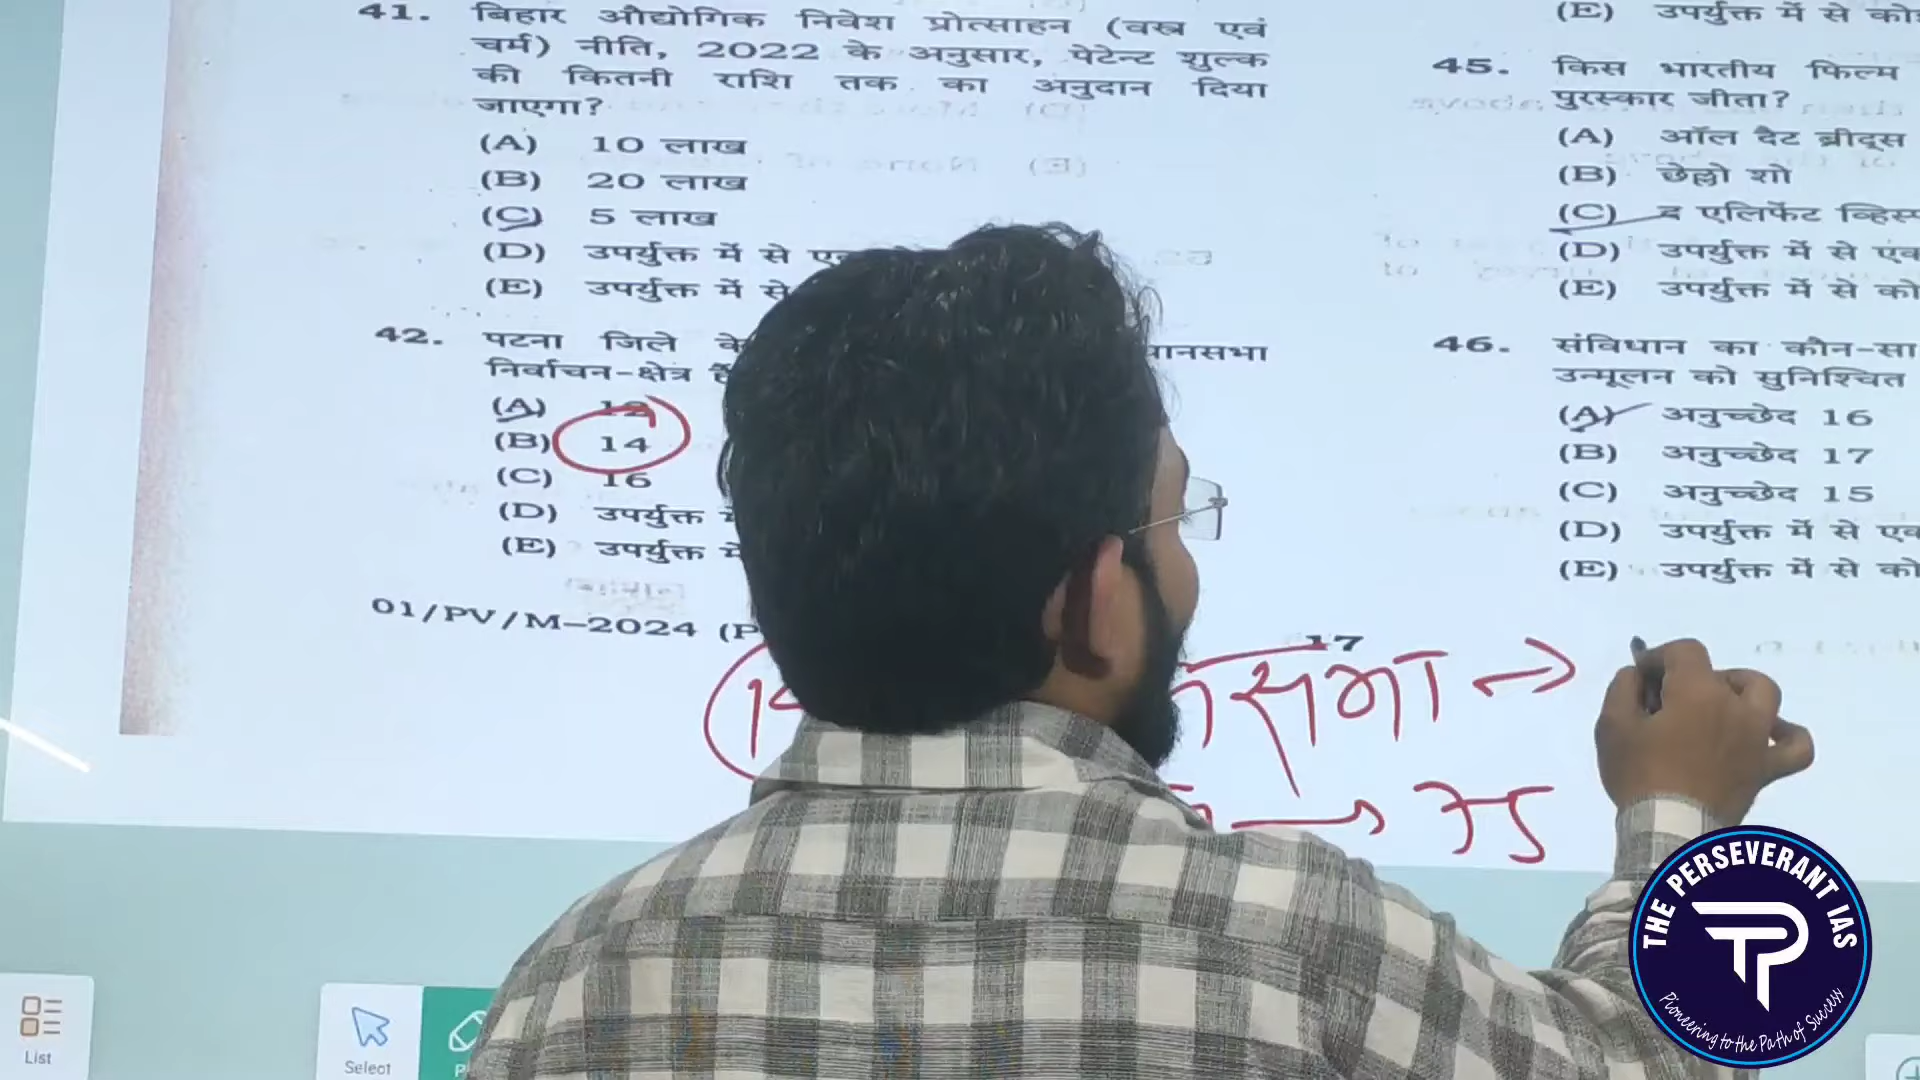 41. बिहार औद्योगिक निवेश प्रोत्साहन (वस्त्र एवं
चर्म) नीति, 2022 के अनुसार, पेटेन्ट शुल्क
की कितनी राशि तक का अनुदान दिया
जाएगा?
(A) 10 लाख
(B) 20 लाख
(C) 5 लाख
(D) उपर्युक्त में से
(E) उपर्युक्त में से
42. पटना जिले
निर्वाचन-क्षेत्र
(A) 12
(B) 14
(C) 16
(D) उपर्युक्त
(E) उपर्युक्त
01/PV/M-2024
17
(E) उपर्युक्त में से
45. किस भारतीय फिल्म
पुरस्कार जीता?
(A) ऑल दैट ब्रीद्स
(B) छेल्लो शो
(C) द एलिफेंट
(D) उपर्युक्त में से
(E) उपर्युक्त में से
46. संविधान का कौन-सा
उन्मूलन को सुनिश्चित
(A) अनुच्छेद 16
(B) अनुच्छेद 17
(C) अनुच्छेद 15
(D) उपर्युक्त में से
(E) उपर्युक्त में से
List
Select
THE PERSEVERANT IAS
TP
Pioneering to the Path of Success